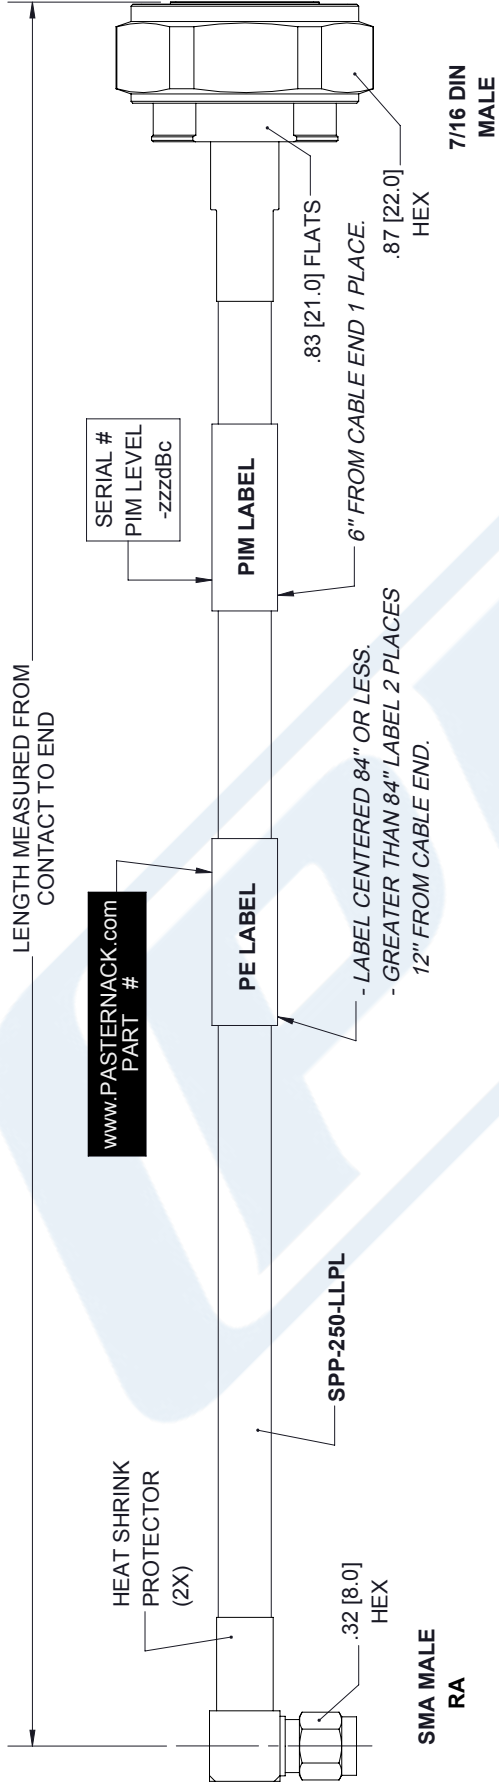 LENGTH MEASURED FROM
CONTACT TO END
HEAT SHRINK
PROTECTOR
(2X)
www.PASTERNACK.com
PART #
SERIAL #
PIM LEVEL
-zzzdBc
PE LABEL
PIM LABEL
.32 [8.0]
HEX
SMA MALE
RA
SPP-250-LLPL
- LABEL CENTERED 84" OR LESS.
- GREATER THAN 84" LABEL 2 PLACES
12" FROM CABLE END.
6" FROM CABLE END 1 PLACE.
.83 [21.0] FLATS
.87 [22.0]
HEX
7/16 DIN
MALE